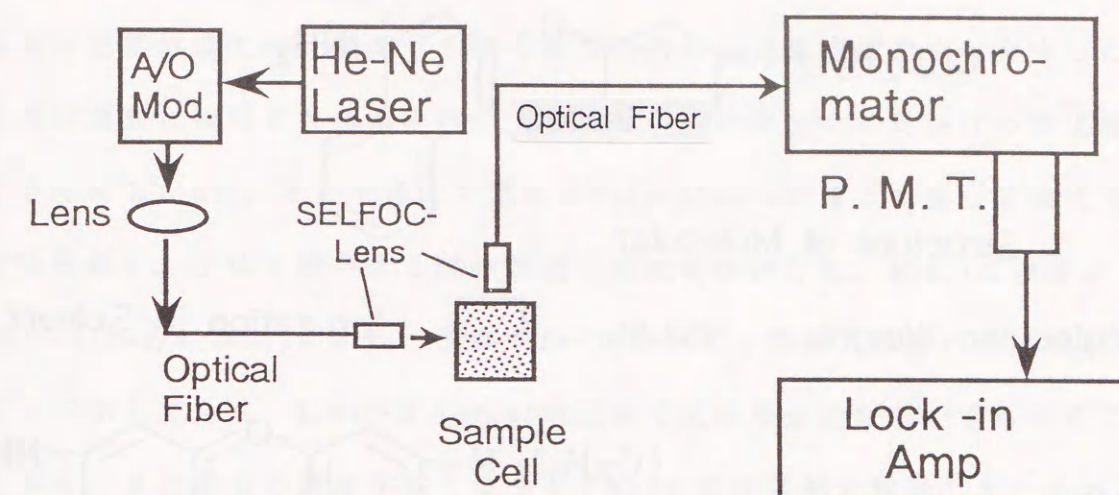 A/O
Mod.
He-Ne
Laser
Optical Fiber
Monochro-
mator
P. M. T.
Lens
SELFOC-
Lens
Optical
Fiber
Sample
Cell
Lock-in
Amp